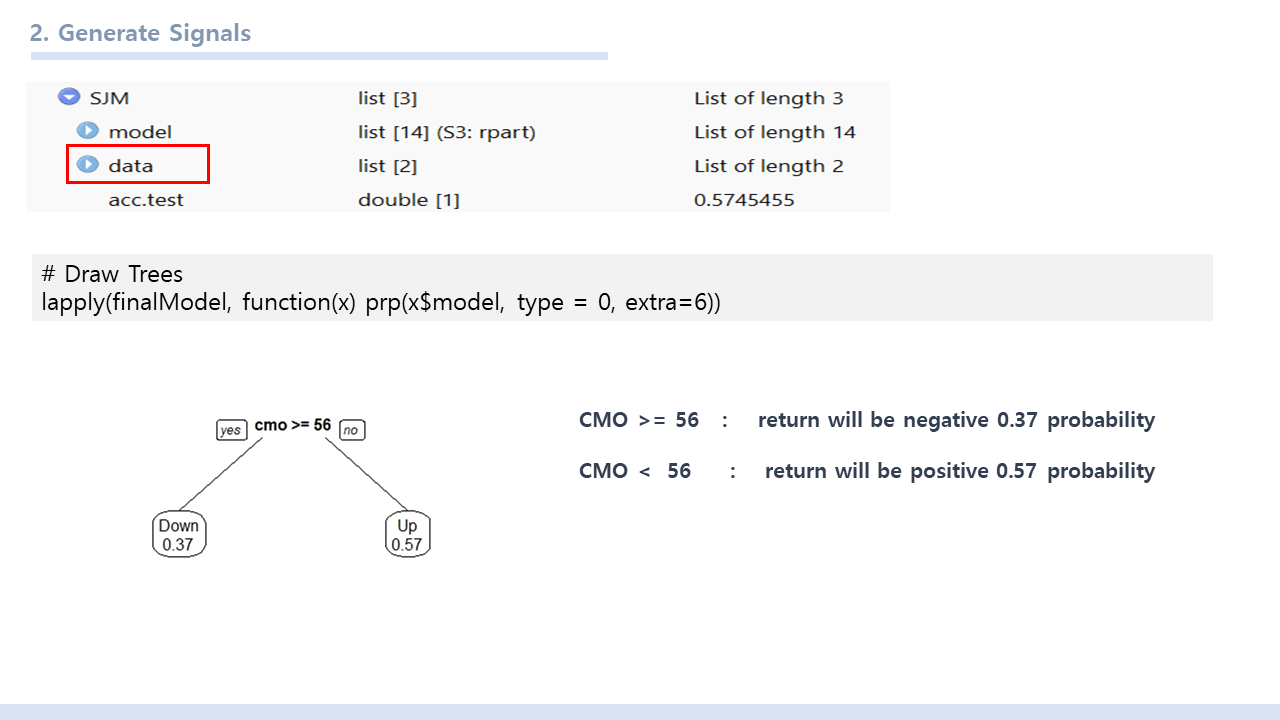 2. Generate Signals
SJM list [3] List of length 3
model list [14] (S3: rpart) List of length 14
data list [2] List of length 2
acc.test double [1] 0.5745455
# Draw Trees
lapply(finalModel, function(x) prp(x$model, type = 0, extra=6))
yes cmo >= 56 no
Down
0.37
Up
0.57
CMO >= 56 : return will be negative 0.37 probability
CMO < 56 : return will be positive 0.57 probability